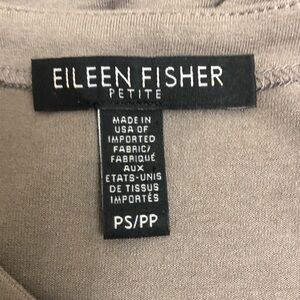 EILEEN FISHER
PETITE
MADE IN
USA OF
IMPORTED
FABRIC/
FABRIQUÉ
AUX
ETATS-UNIS
DE TISSUS
IMPORTÉS
PS/PP